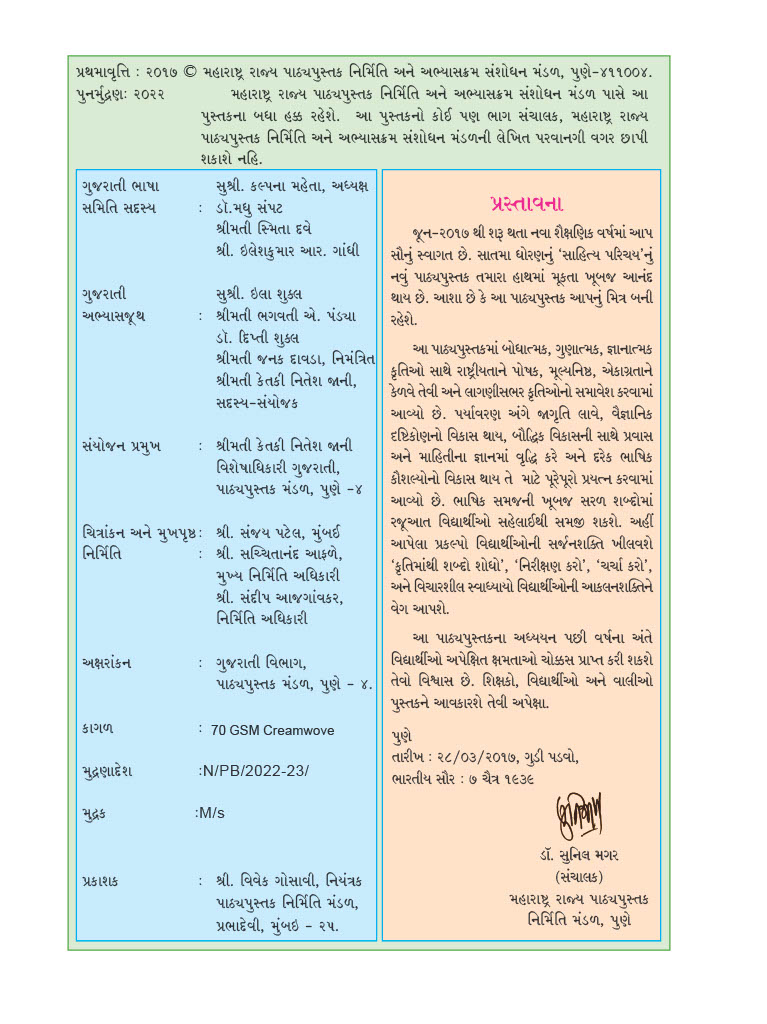 પ્રથમાવૃત્તિ : ૨૦૧૭ © મહારાષ્ટ્ર રાજ્ય પાઠ્યપુસ્તક નિર્મિતિ અને અભ્યાસક્રમ સંશોધન મંડળ, પુણે-૪૧૧૦૦૪.
પુનર્મુદ્રણઃ ૨૦૨૨ મહારાષ્ટ્ર રાજ્ય પાઠ્યપુસ્તક નિર્મિતિ અને અભ્યાસક્રમ સંશોધન મંડળ પાસે આ
પુસ્તકના બધા હક્ક રહેશે. આ પુસ્તકનો કોઈ પણ ભાગ સંચાલક, મહારાષ્ટ્ર રાજ્ય
પાઠ્યપુસ્તક નિર્મિતિ અને અભ્યાસક્રમ સંશોધન મંડળની લેખિત પરવાનગી વગર છાપી
શકાશે નહિ.
ગુજરાતી ભાષા સુશ્રી. કલ્પના મહેતા, અધ્યક્ષ
સમિતિ સદસ્ય : ડૉ.મધુ સંપટ
શ્રીમતી સ્મિતા દવે
શ્રી. ઇલેશકુમાર આર. ગાંધી
ગુજરાતી સુશ્રી. ઇલા શુક્લ
અભ્યાસજૂથ : શ્રીમતી ભગવતી એ. પંડ્યા
ડૉ. દિપ્તી શુક્લ
શ્રીમતી જનક દાવડા, નિમંત્રિત
શ્રીમતી કેતકી નિતેશ જાની,
સદસ્ય-સંયોજક
સંયોજન પ્રમુખ : શ્રીમતી કેતકી નિતેશ જાની
વિશેષાધિકારી ગુજરાતી,
પાઠ્યપુસ્તક મંડળ, પુણે -૪
ચિત્રાંકન અને મુખપૃષ્ઠ : શ્રી. સંજય પટેલ, મુંબઈ
નિર્મિતિ : શ્રી. સચ્ચિતાનંદ આફળે,
મુખ્ય નિર્મિતિ અધિકારી
શ્રી. સંદીપ આજગાંવકર,
નિર્મિતિ અધિકારી
અક્ષરાંકન : ગુજરાતી વિભાગ,
પાઠ્યપુસ્તક મંડળ, પુણે - ૪.
કાગળ : 70 GSM Creamwove
મુદ્રણાદેશ :N/PB/2022-23/
મુદ્રક :M/s
પ્રકાશક : શ્રી. વિવેક ગોસાવી, નિયંત્રક
પાઠ્યપુસ્તક નિર્મિતિ મંડળ,
પ્રભાદેવી, મુંબઇ - ૨૫.
પ્રસ્તાવના
જૂન-૨૦૧૭ થી શરૂ થતા નવા શૈક્ષણિક વર્ષમાં આપ
સૌનું સ્વાગત છે. સાતમા ધોરણનું ‘સાહિત્ય પરિચય’નું
નવું પાઠ્યપુસ્તક તમારા હાથમાં મૂકતા ખૂબજ આનંદ
થાય છે. આશા છે કે આ પાઠ્યપુસ્તક આપનું મિત્ર બની
રહેશે.
આ પાઠ્યપુસ્તકમાં બોધાત્મક, ગુણાત્મક, જ્ઞાનાત્મક
કૃતિઓ સાથે રાષ્ટ્રીયતાને પોષક, મૂલ્યનિષ્ઠ, એકાગ્રતાને
કેળવે તેવી અને લાગણીસભર કૃતિઓનો સમાવેશ કરવામાં
આવ્યો છે. પર્યાવરણ અંગે જાગૃતિ લાવે, વૈજ્ઞાનિક
દૃષ્ટિકોણનો વિકાસ થાય, બૌદ્ધિક વિકાસની સાથે પ્રવાસ
અને માહિતીના જ્ઞાનમાં વૃદ્ધિ કરે અને દરેક ભાષિક
કૌશલ્યોનો વિકાસ થાય તે માટે પૂરેપૂરો પ્રયત્ન કરવામાં
આવ્યો છે. ભાષિક સમજની ખૂબજ સરળ શબ્દોમાં
રજૂઆત વિદ્યાર્થીઓ સહેલાઈથી સમજી શકશે. અહીં
આપેલા પ્રકલ્પો વિદ્યાર્થીઓની સર્જનશક્તિ ખીલવશે
‘કૃતિમાંથી શબ્દો શોધો’, ‘નિરીક્ષણ કરો’, ‘ચર્ચા કરો’,
અને વિચારશીલ સ્વાધ્યાયો વિદ્યાર્થીઓની આકલનશક્તિને
વેગ આપશે.
આ પાઠ્યપુસ્તકના અધ્યયન પછી વર્ષના અંતે
વિદ્યાર્થીઓ અપેક્ષિત ક્ષમતાઓ ચોક્કસ પ્રાપ્ત કરી શકશે
તેવો વિશ્વાસ છે. શિક્ષકો, વિદ્યાર્થીઓ અને વાલીઓ
પુસ્તકને આવકારશે તેવી અપેક્ષા.
પુણે
તારીખ : ૨૮/૦૩/૨૦૧૭, ગુડી પડવો,
ભારતીય સૌર : ૭ ચૈત્ર ૧૯૩૯
ડૉ. સુનિલ મગર
(સંચાલક)
મહારાષ્ટ્ર રાજ્ય પાઠ્યપુસ્તક
નિર્મિતિ મંડળ, પુણે